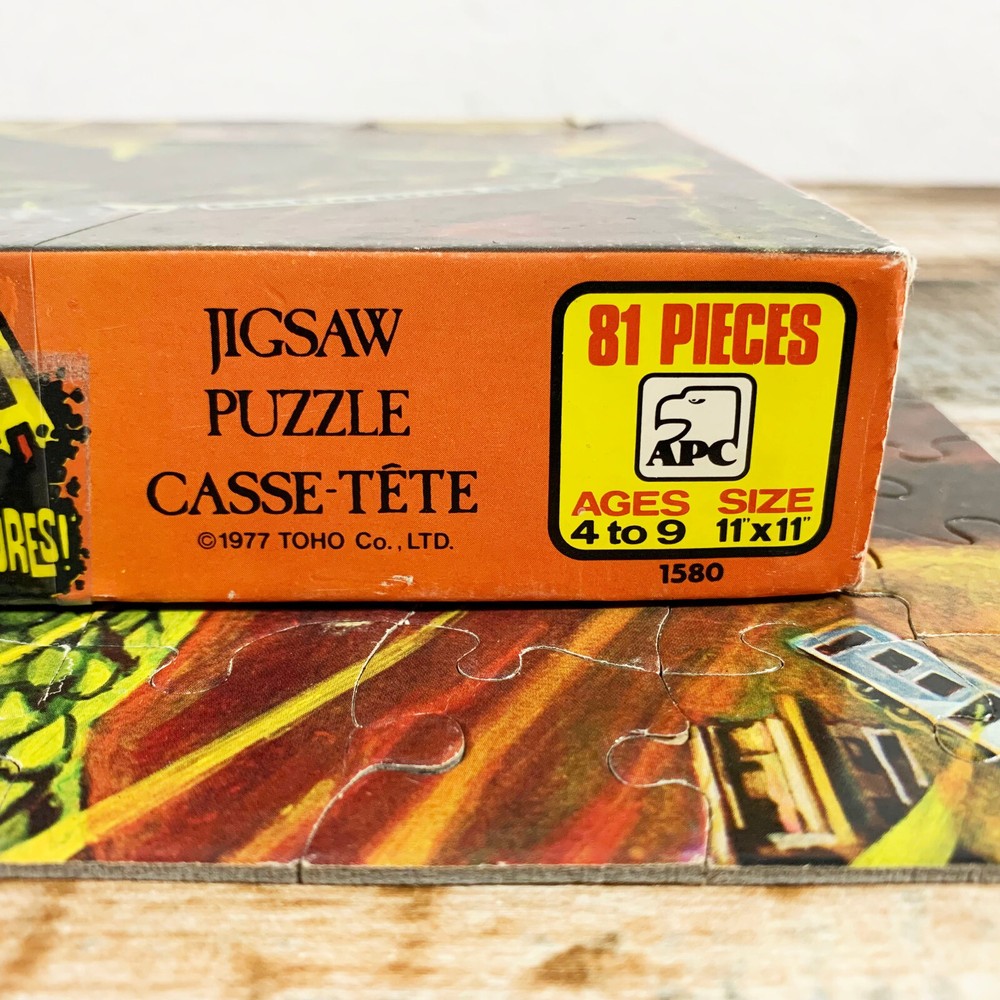 JIGSAW
PUZZLE
CASSE-TÊTE
©1977 TOHO Co., LTD.
81 PIECES
APC
AGES SIZE
4 to 9 11"x11"
1580